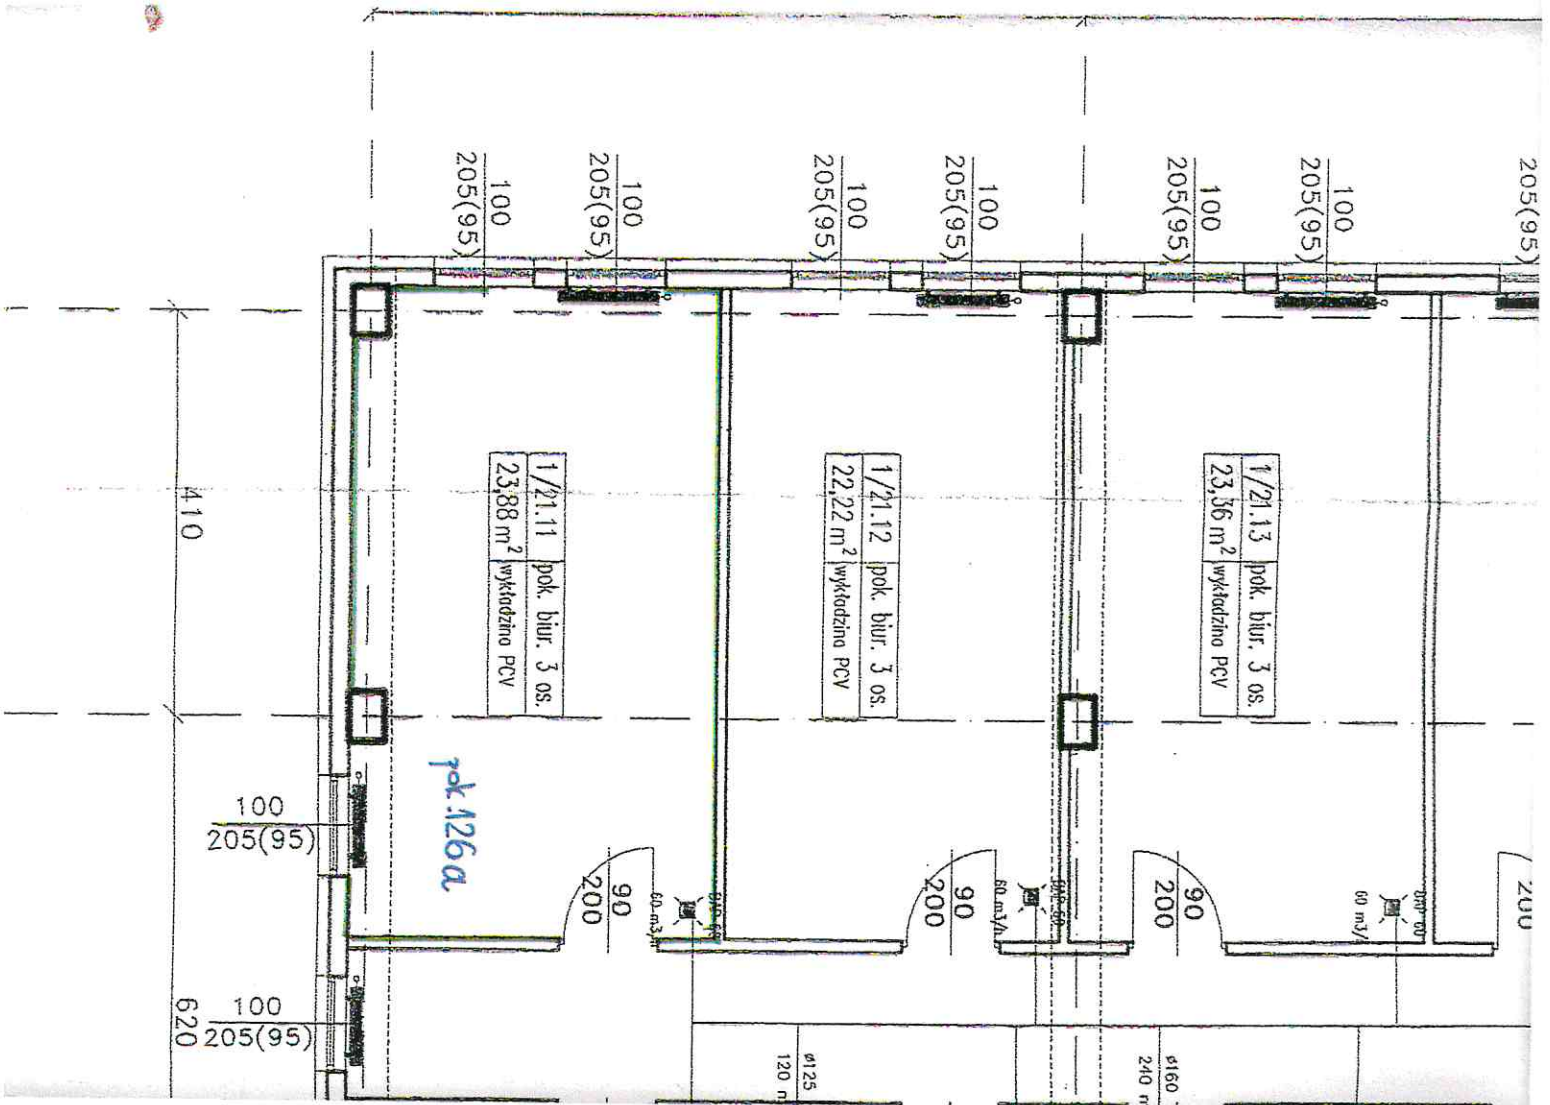 100
205(95)
100
205(95)
100
205(95)
100
205(95)
100
205(95)
100
205(95)
205(95)
1/21.11 pok. biur. 3 os.
23,88 m² wykładzina PCV
1/21.12 pok. biur. 3 os.
22,22 m² wykładzina PCV
1/21.13 pok. biur. 3 os.
23,36 m² wykładzina PCV
410
pok. 126a
100
205(95)
90
200
60 m3/h
90
200
60 m3/h
90
200
60 m3/h
200
100
205(95)
620
ø125
120 m
ø160
240 m